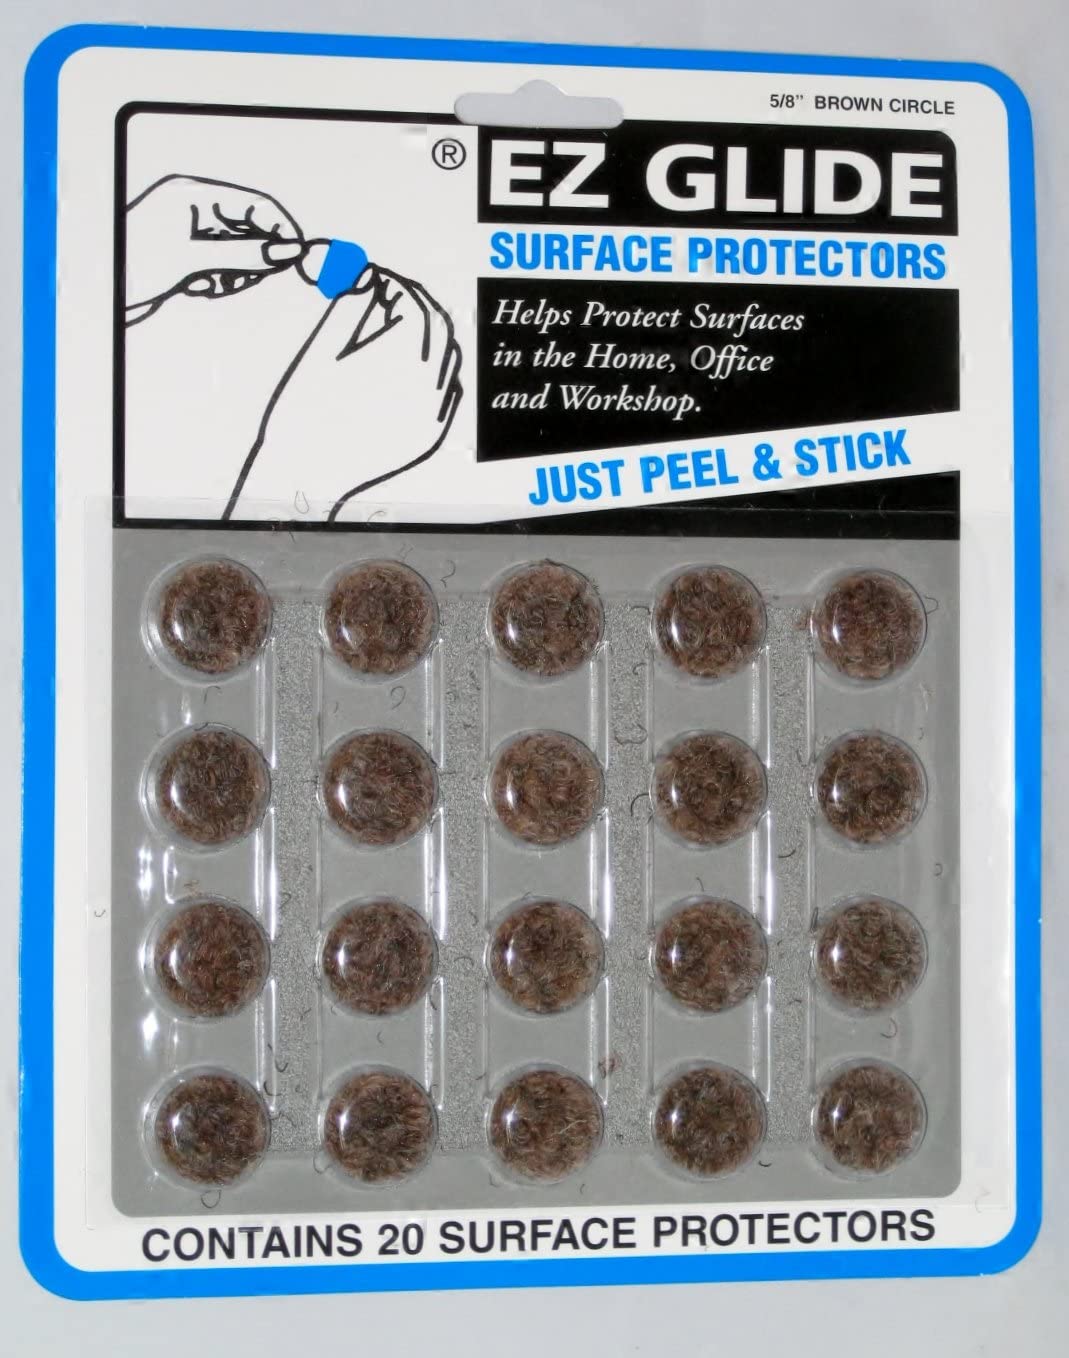 5/8” BROWN CIRCLE
® EZ GLIDE
SURFACE PROTECTORS
Helps Protect Surfaces
in the Home, Office
and Workshop.
JUST PEEL & STICK
CONTAINS 20 SURFACE PROTECTORS